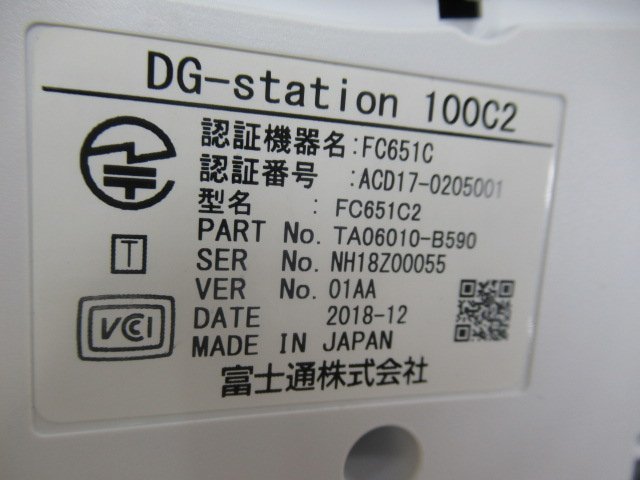 DG-station 100C2
認証機器名:FC651C
認証番号 :ACD17-0205001
型名 : FC651C2
PART No. TA06010-B590
SER No. NH18Z00055
VER No. 01AA
DATE 2018-12
MADE IN JAPAN
富士通株式会社
T
VCCI